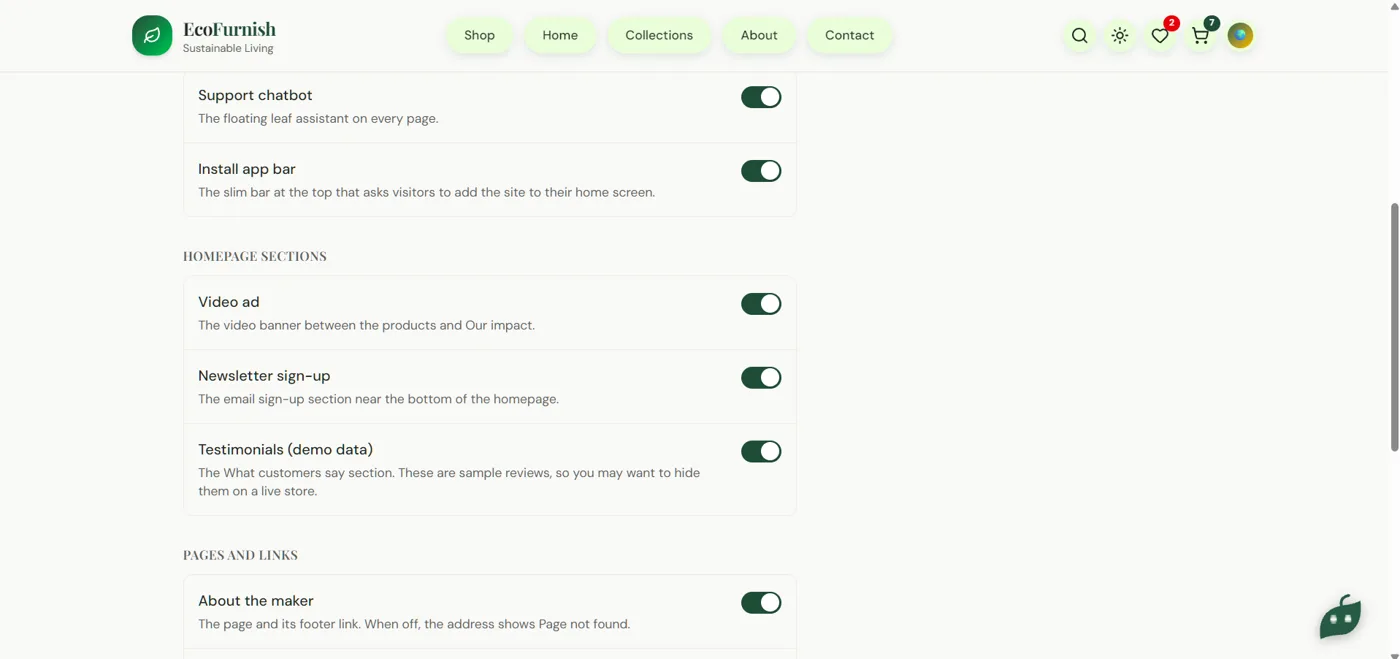 EcoFurnish
Sustainable Living
Shop
Home
Collections
About
Contact
2
7
Support chatbot
The floating leaf assistant on every page.
Install app bar
The slim bar at the top that asks visitors to add the site to their home screen.
HOMEPAGE SECTIONS
Video ad
The video banner between the products and Our impact.
Newsletter sign-up
The email sign-up section near the bottom of the homepage.
Testimonials (demo data)
The What customers say section. These are sample reviews, so you may want to hide
them on a live store.
PAGES AND LINKS
About the maker
The page and its footer link. When off, the address shows Page not found.